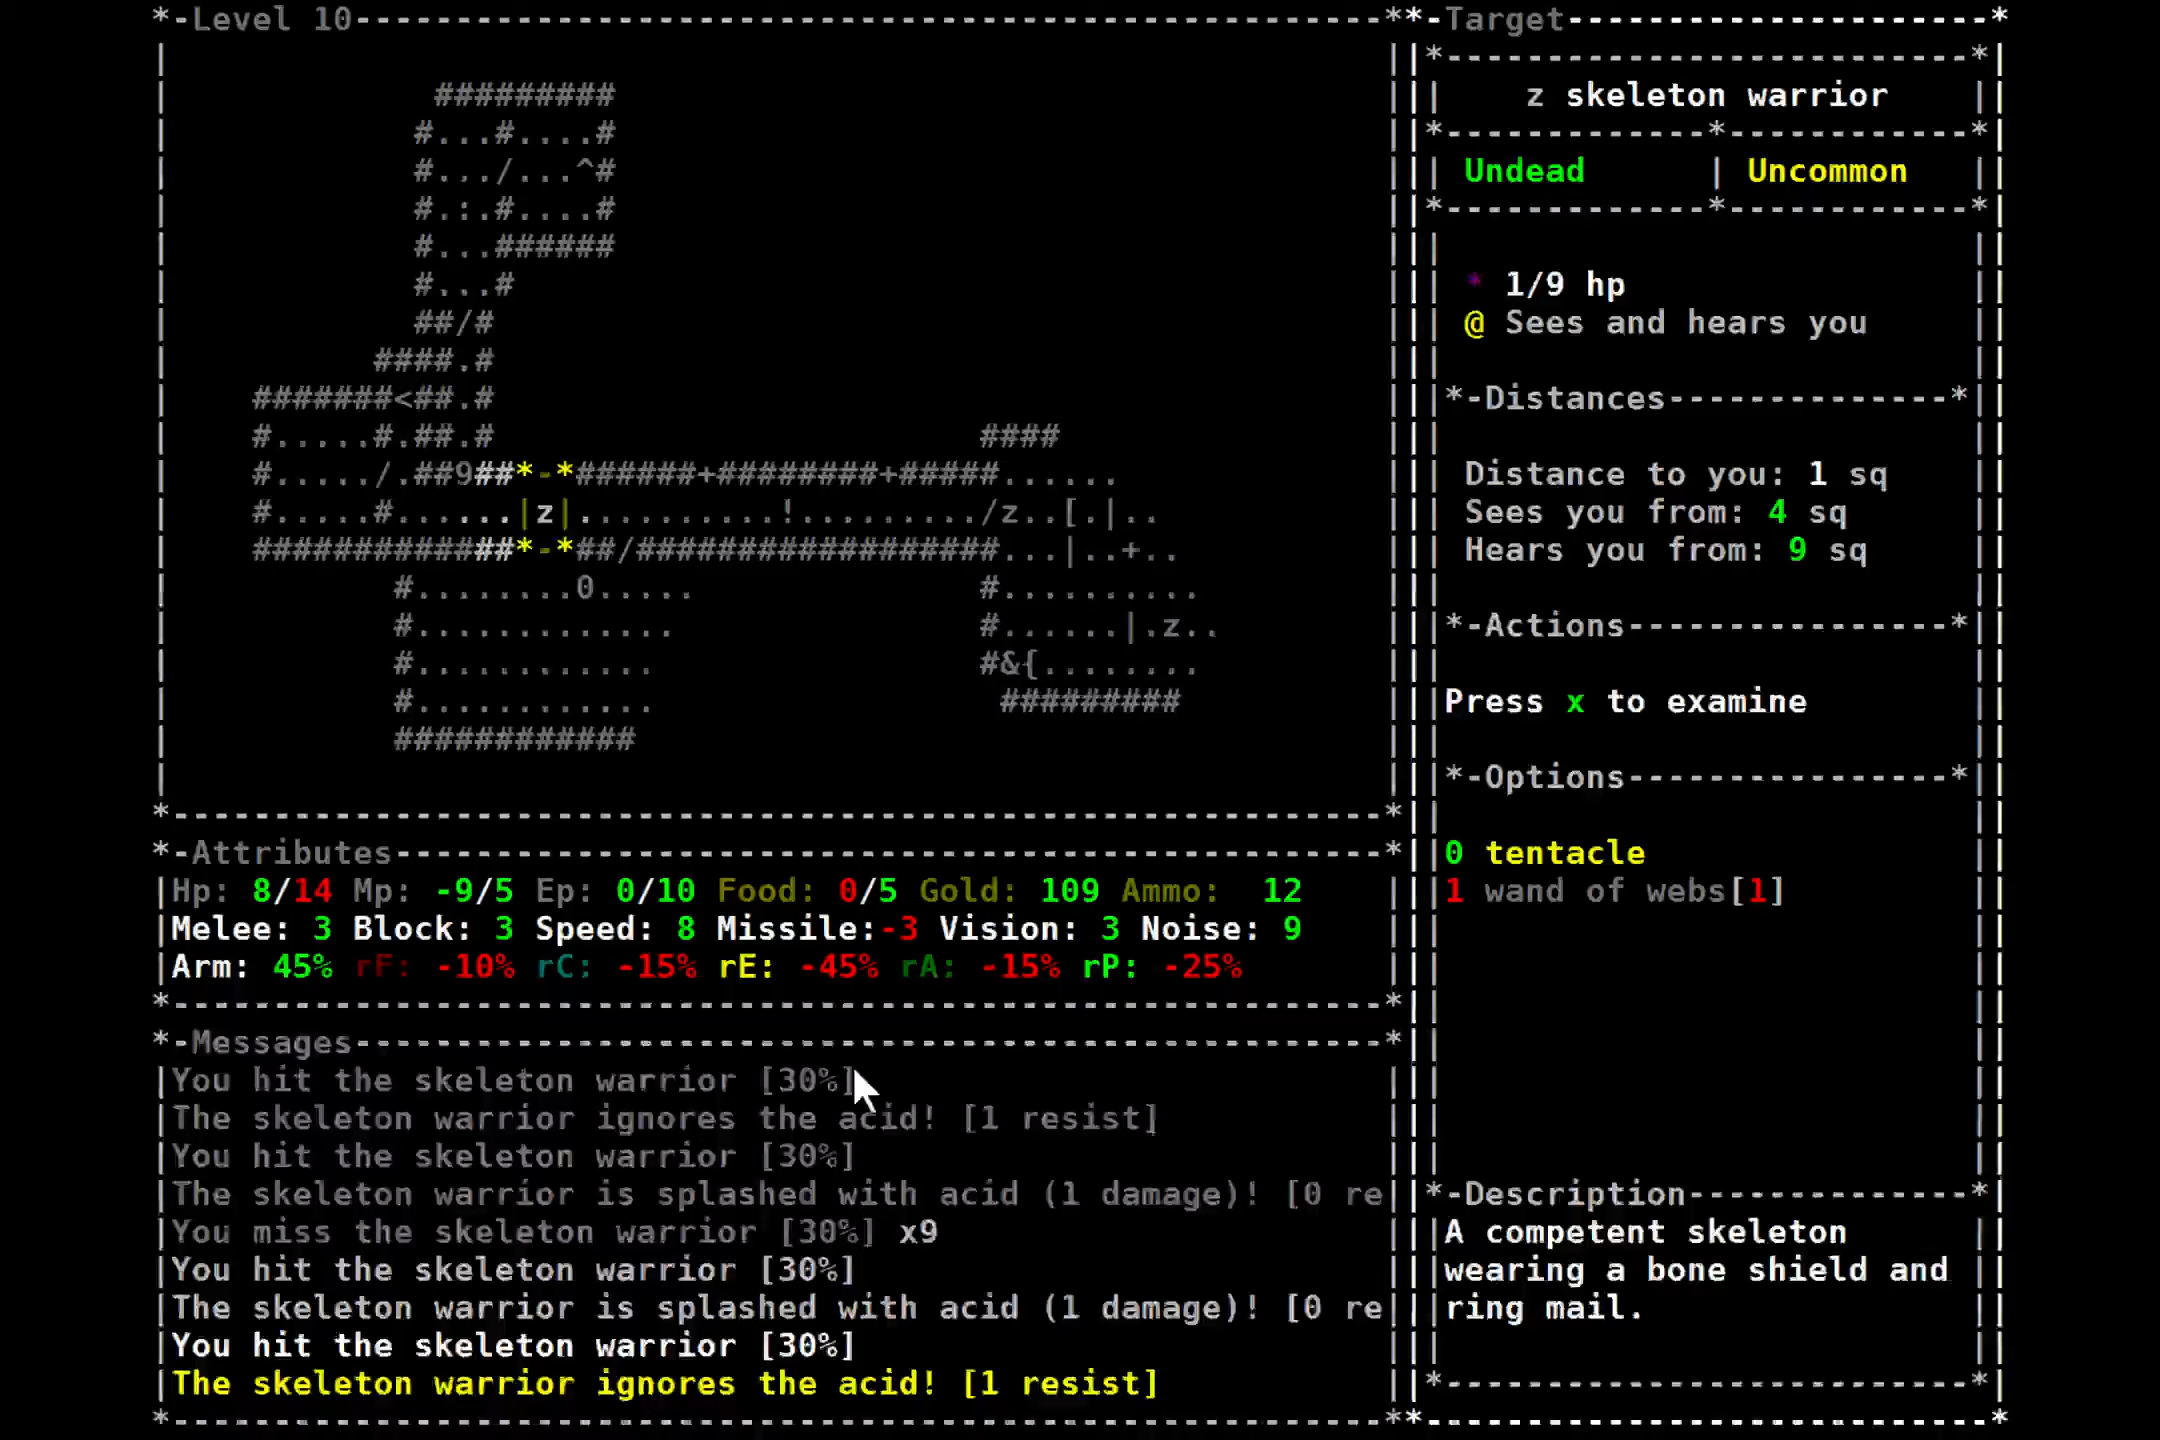 Level 10
#########
#...#....#
#.../...^#
#.:.#....#
#...######
#...#
##/#
####.#
#######<##.#
#.....#.##.# ####
#...../.##9##*-*######+########+#####......
#.....#......|z|..........!........./z..[.|..
#############*-*##/##################...|..+..
#........0..... #..........
#............. #......|.z..
#............ #&{........
#............ #########
############
Attributes
Hp: 8/14 Mp: -9/5 Ep: 0/10 Food: 0/5 Gold: 109 Ammo: 12
Melee: 3 Block: 3 Speed: 8 Missile:-3 Vision: 3 Noise: 9
Arm: 45% rF: -10% rC: -15% rE: -45% rA: -15% rP: -25%
Messages
You hit the skeleton warrior [30%]
The skeleton warrior ignores the acid! [1 resist]
You hit the skeleton warrior [30%]
The skeleton warrior is splashed with acid (1 damage)! [0 re
You miss the skeleton warrior [30%] x9
You hit the skeleton warrior [30%]
The skeleton warrior is splashed with acid (1 damage)! [0 re
You hit the skeleton warrior [30%]
The skeleton warrior ignores the acid! [1 resist]
Target
z skeleton warrior
Undead | Uncommon
* 1/9 hp
@ Sees and hears you
Distances
Distance to you: 1 sq
Sees you from: 4 sq
Hears you from: 9 sq
Actions
Press x to examine
Options
0 tentacle
1 wand of webs[1]
Description
A competent skeleton
wearing a bone shield and
ring mail.